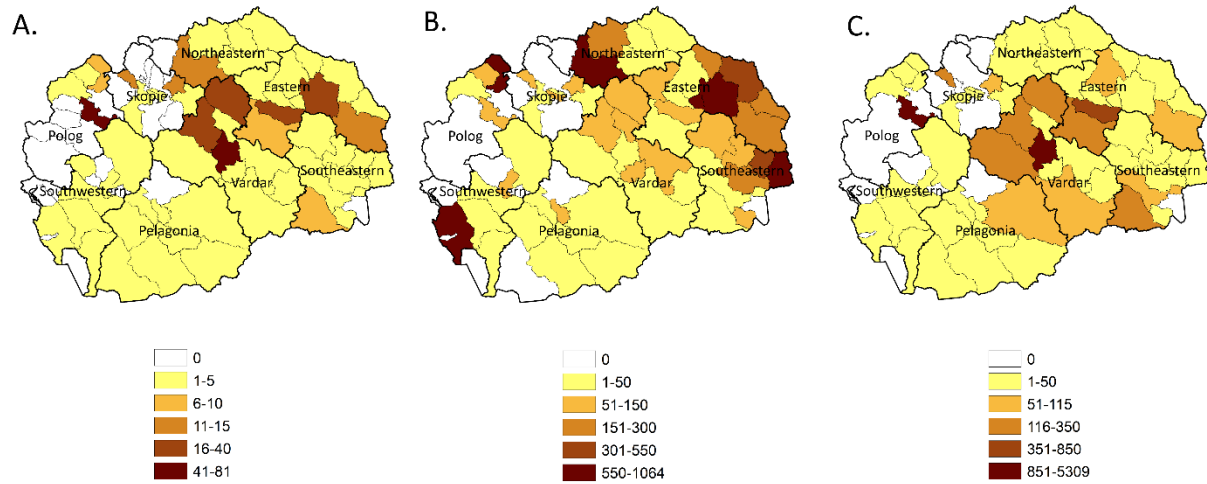 A.
Northeastern
Eastern
Skopje
Polog
Southeastern
Southwestern
Vardar
Pelagonia
0
1-5
6-10
11-15
16-40
41-81
B.
Northeastern
Eastern
Skopje
Polog
Southeastern
Southwestern
Vardar
Pelagonia
0
1-50
51-150
151-300
301-550
550-1064
C.
Northeastern
Eastern
Skopje
Polog
Southeastern
Southwestern
Vardar
Pelagonia
0
1-50
51-115
116-350
351-850
851-5309